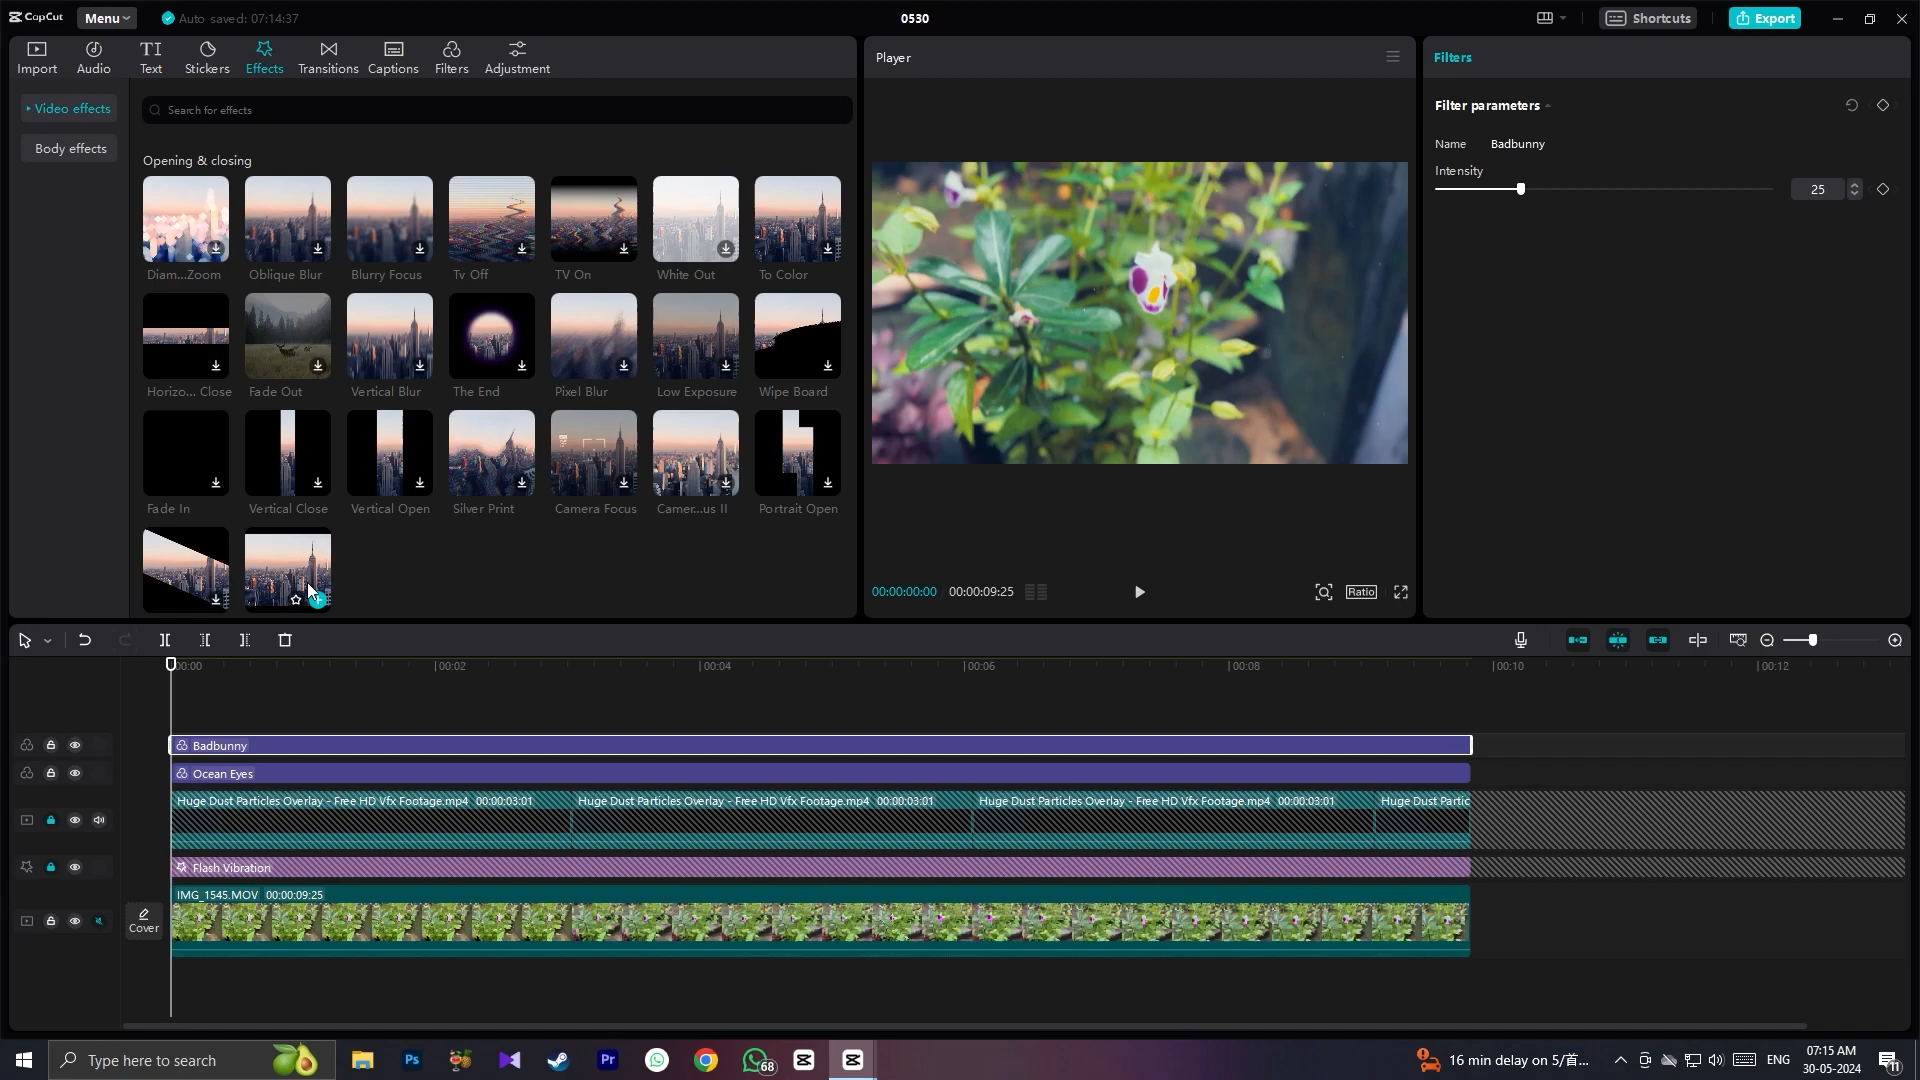 CapCut
Menu
Auto saved: 07:14:37
0530
Shortcuts
Export
Import
Audio
TI
Text
Stickers
Effects
Transitions
Captions
Filters
Adjustment
Video effects
Body effects
Search for effects
Opening & closing
Diam...Zoom
Oblique Blur
Blurry Focus
Tv Off
TV On
White Out
To Color
Horizo... Close
Fade Out
Vertical Blur
The End
Pixel Blur
Low Exposure
Wipe Board
Fade In
Vertical Close
Vertical Open
Silver Print
Camera Focus
Camer...us II
Portrait Open
Player
00:00:00:00
00:00:09:25
Ratio
Filters
Filter parameters
Name Badbunny
Intensity
25
00:00
00:02
00:04
00:06
00:08
00:10
00:12
Badbunny
Ocean Eyes
Huge Dust Particles Overlay - Free HD Vfx Footage.mp4 00:00:03:01
Huge Dust Particles Overlay - Free HD Vfx Footage.mp4 00:00:03:01
Huge Dust Particles Overlay - Free HD Vfx Footage.mp4 00:00:03:01
Huge Dust Partic
Flash Vibration
IMG_1545.MOV 00:00:09:25
Cover
Type here to search
Ps
Pr
68
16 min delay on 5/首...
ENG
07:15 AM
30-05-2024
11